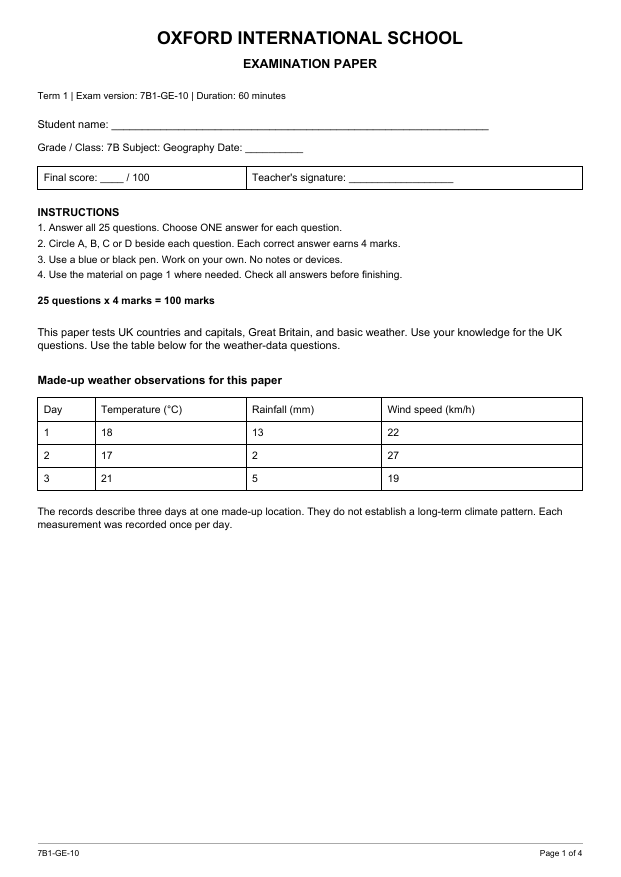 OXFORD INTERNATIONAL SCHOOL
EXAMINATION PAPER
Term 1 | Exam version: 7B1-GE-10 | Duration: 60 minutes
Student name: _________________________________________________________________
Grade / Class: 7B Subject: Geography Date: __________
Final score: ____ / 100 Teacher's signature: __________________
INSTRUCTIONS
1. Answer all 25 questions. Choose ONE answer for each question.
2. Circle A, B, C or D beside each question. Each correct answer earns 4 marks.
3. Use a blue or black pen. Work on your own. No notes or devices.
4. Use the material on page 1 where needed. Check all answers before finishing.
25 questions x 4 marks = 100 marks
This paper tests UK countries and capitals, Great Britain, and basic weather. Use your knowledge for the UK
questions. Use the table below for the weather-data questions.
Made-up weather observations for this paper
Day Temperature (°C) Rainfall (mm) Wind speed (km/h)
1 18 13 22
2 17 2 27
3 21 5 19
The records describe three days at one made-up location. They do not establish a long-term climate pattern. Each
measurement was recorded once per day.
7B1-GE-10 Page 1 of 4